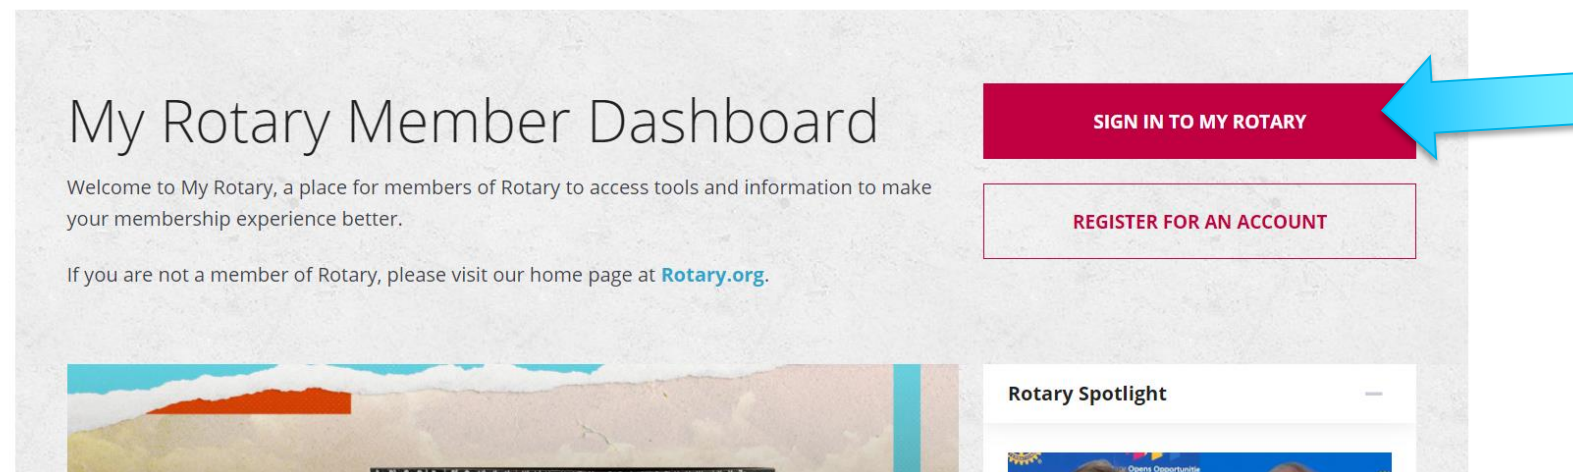 My Rotary Member Dashboard
Welcome to My Rotary, a place for members of Rotary to access tools and information to make
your membership experience better.
If you are not a member of Rotary, please visit our home page at Rotary.org.
SIGN IN TO MY ROTARY
REGISTER FOR AN ACCOUNT
Rotary Spotlight
Opens Opportunitie